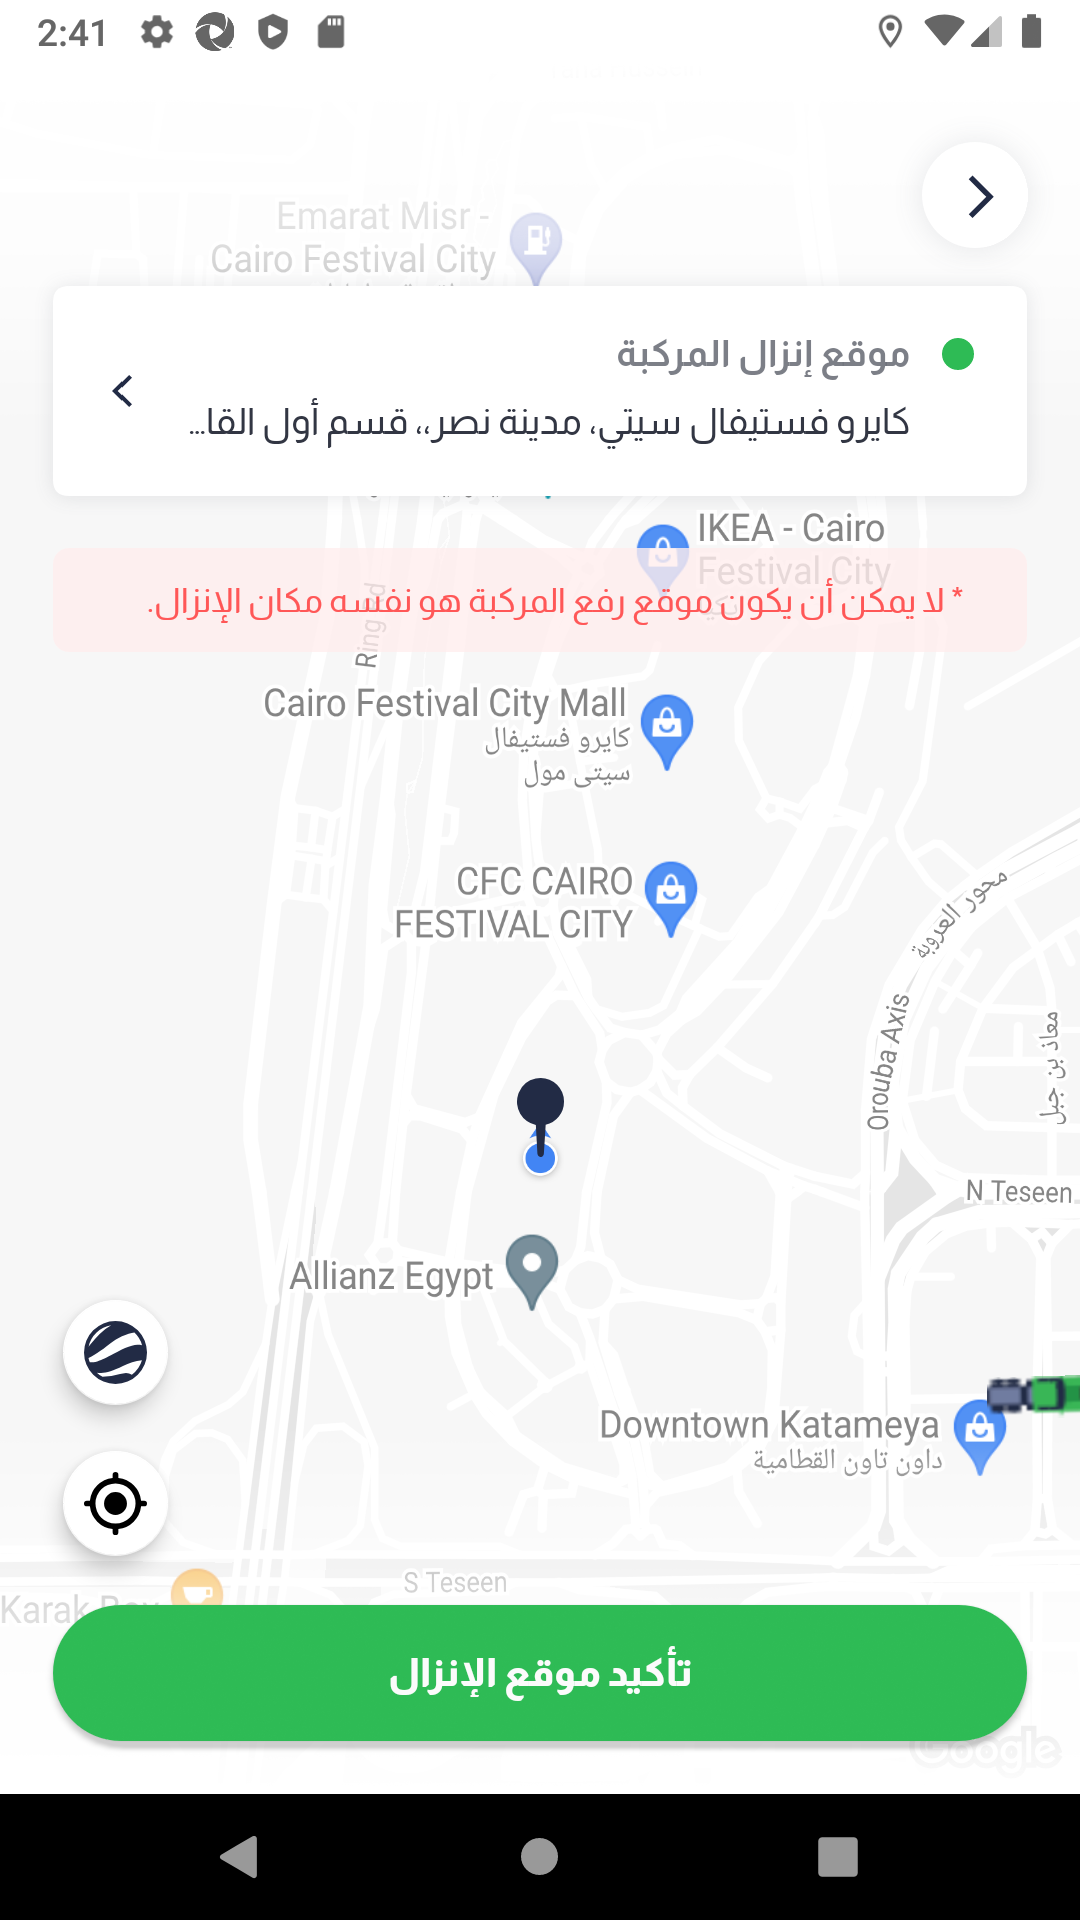 2:41
Emarat Misr -
Cairo Festival City
موقع إنزال المركبة
كايرو فستيفال سيتي، مدينة نصر،، قسم أول القا...
IKEA - Cairo
Festival City
* لا يمكن أن يكون موقع رفع المركبة هو نفسه مكان الإنزال.
Cairo Festival City Mall
كايرو فستيفال
سيتى مول
CFC CAIRO
FESTIVAL CITY
محور العروبة
Orouba Axis
معاذ بن جبل
N Teseen
Allianz Egypt
Downtown Katameya
داون تاون القطامية
S Teseen
Karak
تأكيد موقع الإنزال
Google